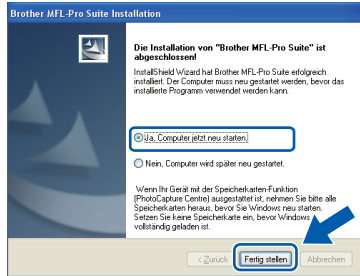 Brother MFL-Pro Suite Installation
Die Installation von "Brother MFL-Pro Suite" ist
abgeschlossen!
InstallShield Wizard hat Brother MFL-Pro Suite erfolgreich
installiert. Der Computer muss neu gestartet werden, bevor das
installierte Programm verwendet werden kann.
Ja, Computer jetzt neu starten.
Nein, Computer wird später neu gestartet.
Wenn Ihr Gerät mit der Speicherkarten-Funktion
(PhotoCapture Centre) ausgestattet ist, nehmen Sie bitte alle
Speicherkarten heraus, bevor Sie Windows neu starten.
Setzen Sie keine Speicherkarte ein, bevor Windows
vollständig geladen ist.
< Zurück
Fertig stellen
Abbrechen